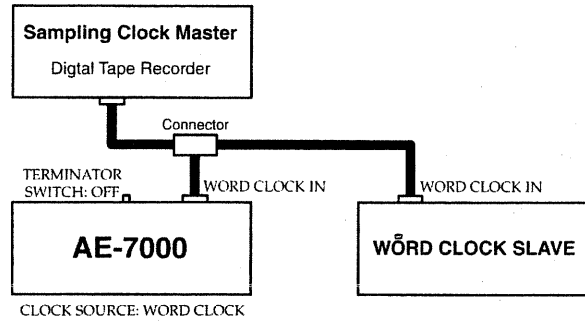 Sampling Clock Master
Digtal Tape Recorder
Connector
TERMINATOR
SWITCH: OFF
WORD CLOCK IN
WORD CLOCK IN
AE-7000
WORD CLOCK SLAVE
CLOCK SOURCE: WORD CLOCK